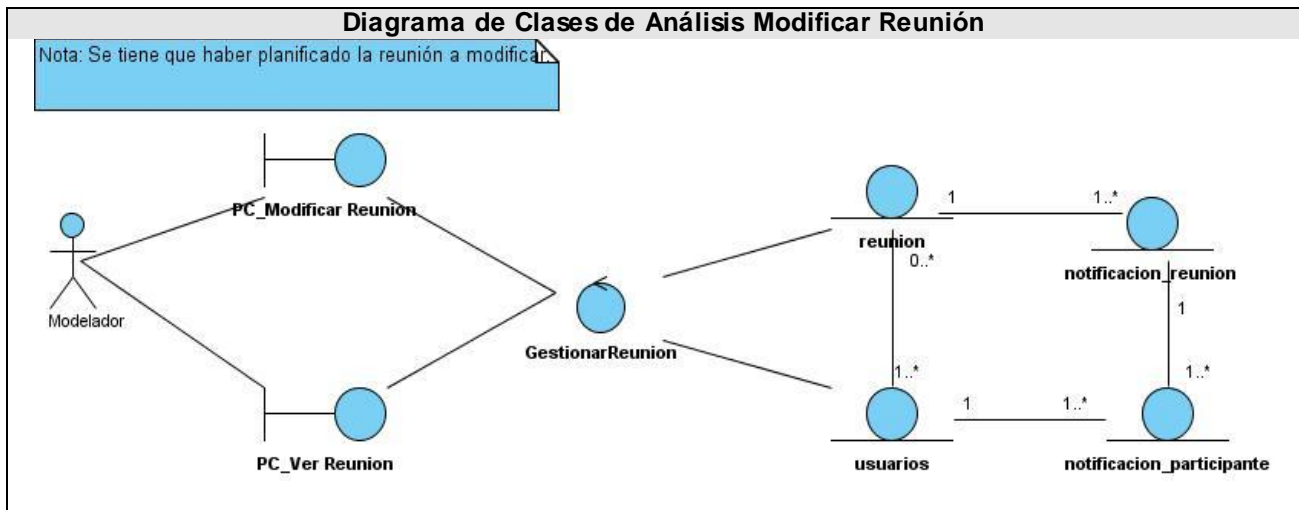 Diagrama de Clases de Análisis Modificar Reunión
Nota: Se tiene que haber planificado la reunión a modificar.
PC_Modificar Reunion
Modelador
PC_Ver Reunion
GestionarReunion
reunion
1
1..*
notificacion_reunion
0..*
1..*
1
1..*
usuarios
1
1..*
notificacion_participante